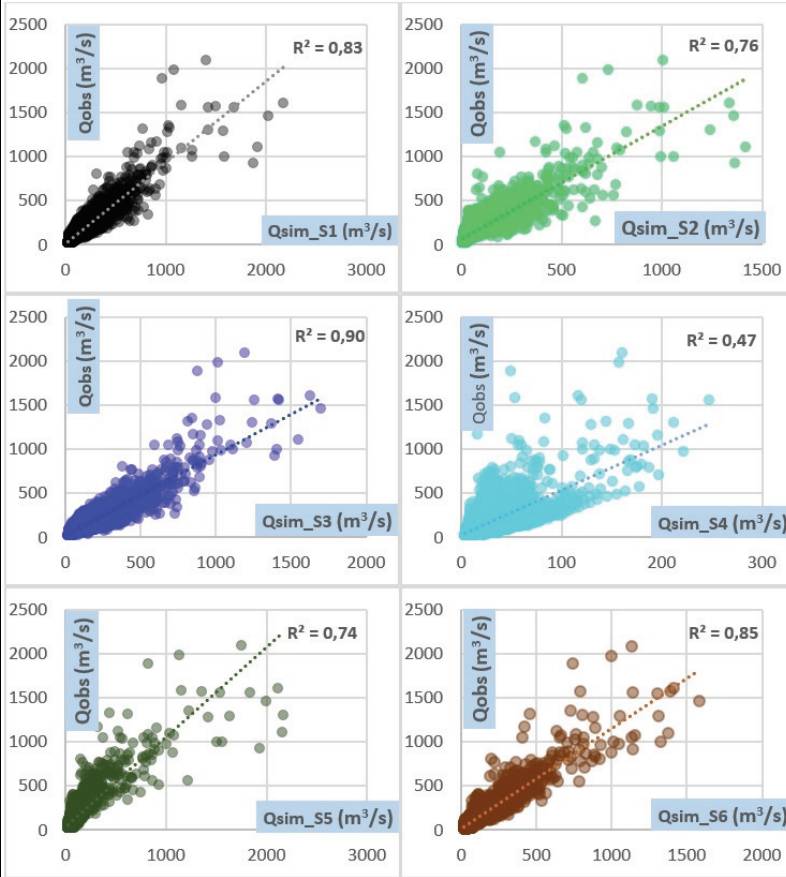 2500
2000
1500
1000
500
0
Qobs (m³/s)
R² = 0,83
Qsim_S1 (m³/s)
0 1000 2000 3000
2500
2000
1500
1000
500
0
Qobs (m³/s)
R² = 0,76
Qsim_S2 (m³/s)
0 500 1000 1500
2500
2000
1500
1000
500
0
Qobs (m³/s)
R² = 0,90
Qsim_S3 (m³/s)
0 500 1000 1500 2000
2500
2000
1500
1000
500
0
Qobs (m³/s)
R² = 0,47
Qsim_S4 (m³/s)
0 100 200 300
2500
2000
1500
1000
500
0
Qobs (m³/s)
R² = 0,74
Qsim_S5 (m³/s)
0 1000 2000 3000
2500
2000
1500
1000
500
0
Qobs (m³/s)
R² = 0,85
Qsim_S6 (m³/s)
0 500 1000 1500 2000